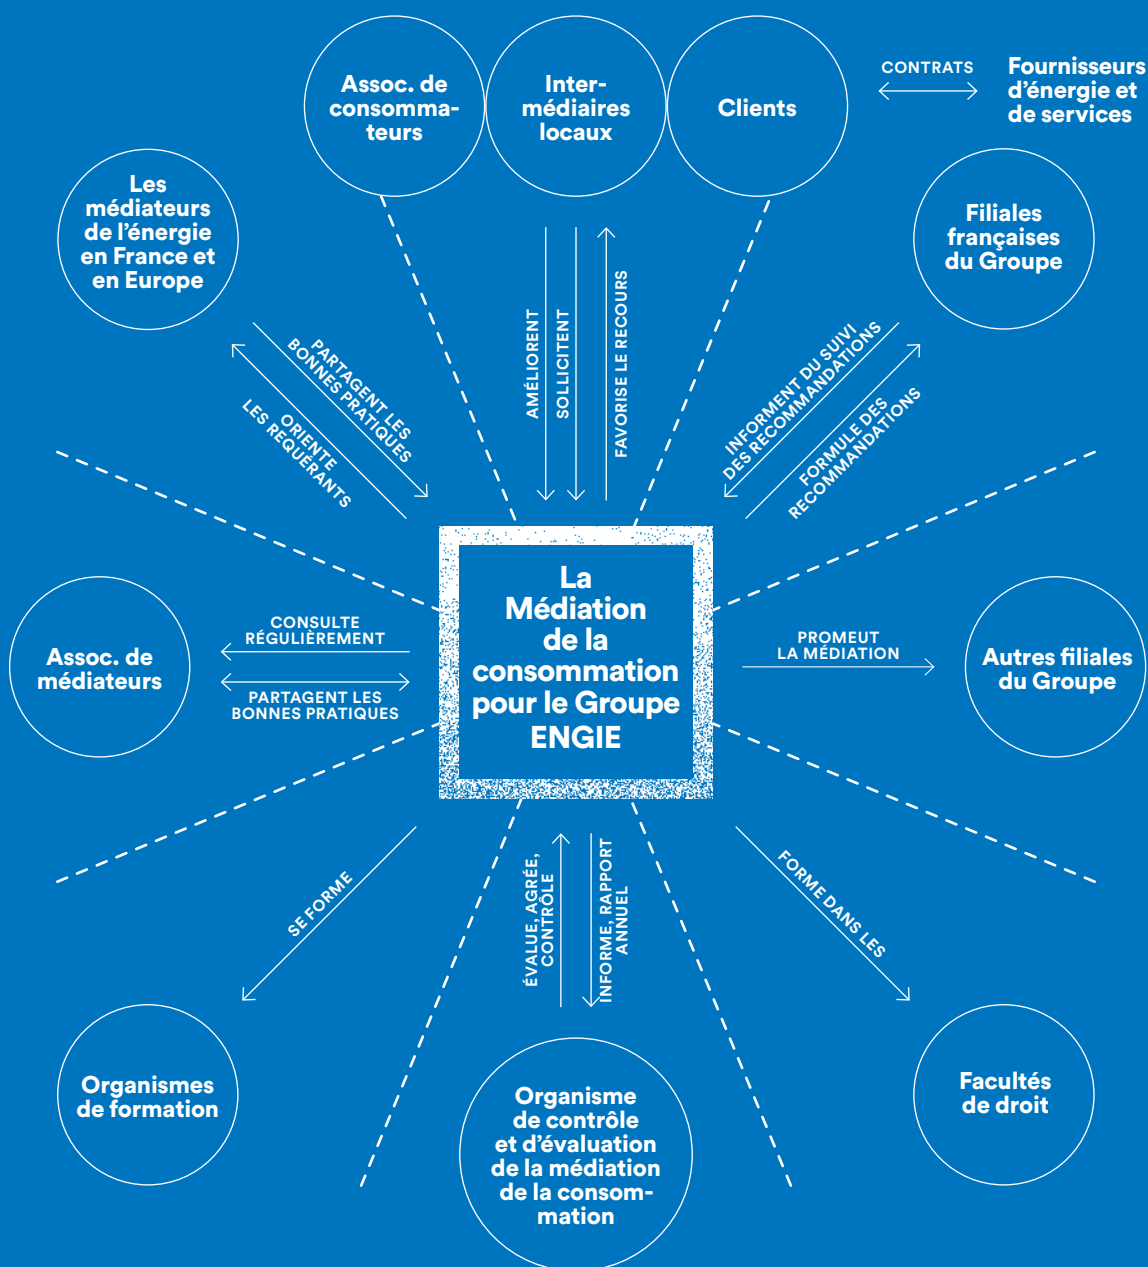 Assoc. de
consomma-
teurs
Inter-
médiaires
locaux
Clients
CONTRATS
Fournisseurs
d'énergie et
de services
Les
médiateurs
de l'énergie
en France et
en Europe
Filiales
françaises
du Groupe
PARTAGENT LES
BONNES PRATIQUES
ORIENTE
LES REQUÉRANTS
AMÉLIORENT
SOLLICITENT
FAVORISE LE RECOURS
INFORMENT DU SUIVI
DES RECOMMANDATIONS
FORMULE DES
RECOMMANDATIONS
La
Médiation
de la
consommation
pour le Groupe
ENGIE
Assoc. de
médiateurs
CONSULTE
RÉGULIÈREMENT
PARTAGENT LES
BONNES PRATIQUES
PROMEUT
LA MÉDIATION
Autres filiales
du Groupe
SE FORME
ÉVALUE, AGRÉE,
CONTRÔLE
INFORME, RAPPORT
ANNUEL
FORME DANS LES
Organismes
de formation
Organisme
de contrôle
et d'évaluation
de la médiation
de la consom-
mation
Facultés
de droit